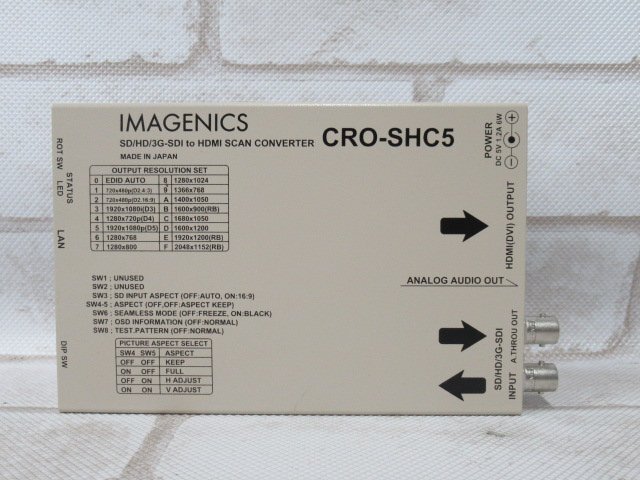 IMAGENICS
SD/HD/3G-SDI to HDMI SCAN CONVERTER CRO-SHC5
MADE IN JAPAN
OUTPUT RESOLUTION SET
0 EDID AUTO 8 1280x1024
1 720x480p(D2:4:3) 9 1366x768
2 720x480p(D2:16:9) A 1400x1050
3 1920x1080i(D3) B 1600x900(RB)
4 1280x720p(D4) C 1680x1050
5 1920x1080p(D5) D 1600x1200
6 1280x768 E 1920x1200(RB)
7 1280x800 F 2048x1152(RB)
SW1 ; UNUSED
SW2 ; UNUSED
SW3 ; SD INPUT ASPECT (OFF:AUTO, ON:16:9)
SW4-5 ; ASPECT (OFF,OFF:ASPECT KEEP)
SW6 ; SEAMLESS MODE (OFF:FREEZE, ON:BLACK)
SW7 ; OSD INFORMATION (OFF:NORMAL)
SW8 ; TEST.PATTERN (OFF:NORMAL)
PICTURE ASPECT SELECT
SW4 SW5 ASPECT
OFF OFF KEEP
ON OFF FULL
OFF ON H ADJUST
ON ON V ADJUST
ROT SW
STATUS
LED
LAN
DIP SW
POWER
DC 5V 1.2A 6W
HDMI(DVI) OUTPUT
ANALOG AUDIO OUT
A.THROU OUT
SD/HD/3G-SDI
INPUT